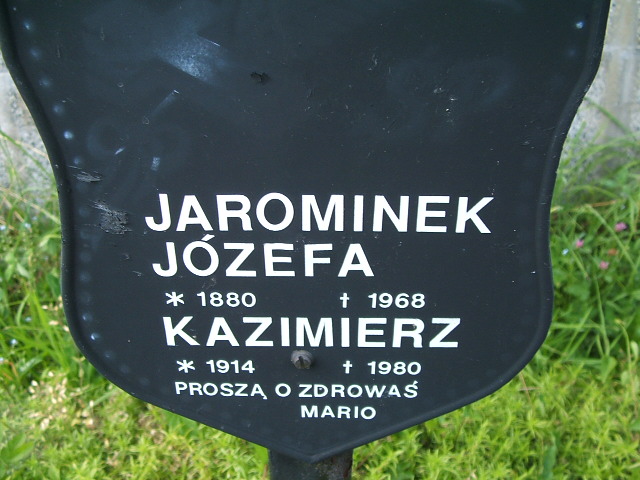 JAROMINEK
JÓZEFA
* 1880 † 1968
KAZIMIERZ
* 1914 † 1980
PROSZĄ O ZDROWAŚ
MARIO